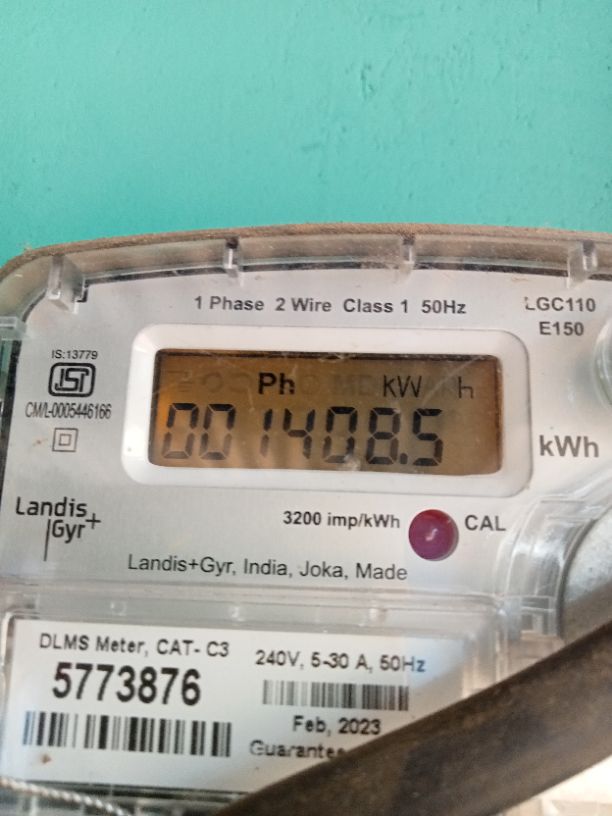 1 Phase 2 Wire Class 1 50Hz
LGC110
E150
IS:13779
ISI
CM/L-0005446166
Ph kW h
001408.5
kWh
Landis+
Gyr
3200 imp/kWh
CAL
Landis+Gyr, India, Joka, Made
DLMS Meter, CAT- C3
5773876
240V, 5-30 A, 50Hz
Feb, 2023